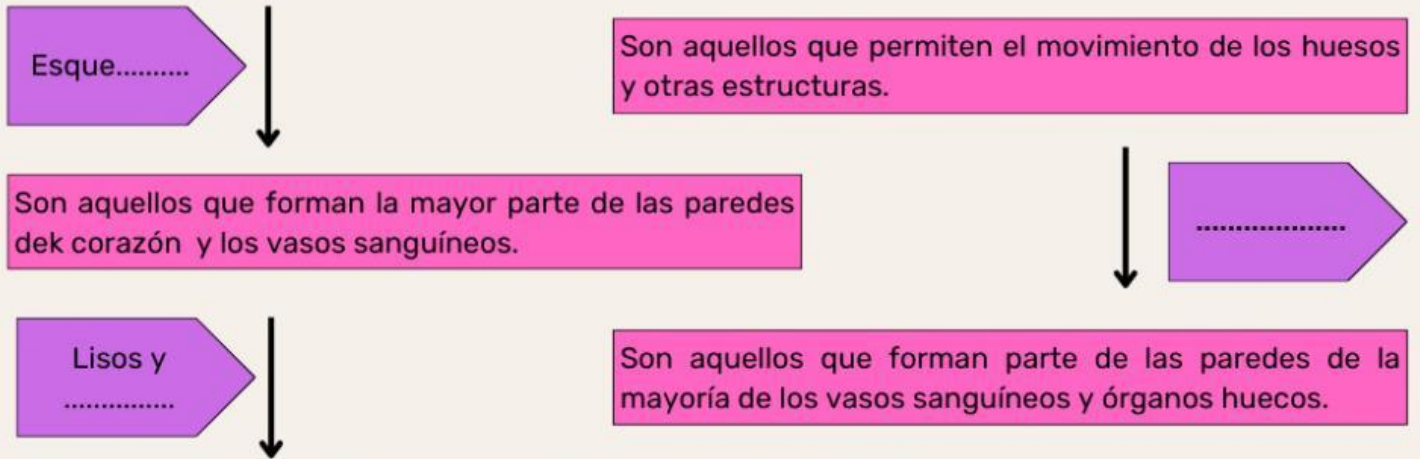 Esque..........
Son aquellos que permiten el movimiento de los huesos
y otras estructuras.
Son aquellos que forman la mayor parte de las paredes
dek corazón y los vasos sanguíneos.
....................
Lisos y
...............
Son aquellos que forman parte de las paredes de la
mayoría de los vasos sanguíneos y órganos huecos.